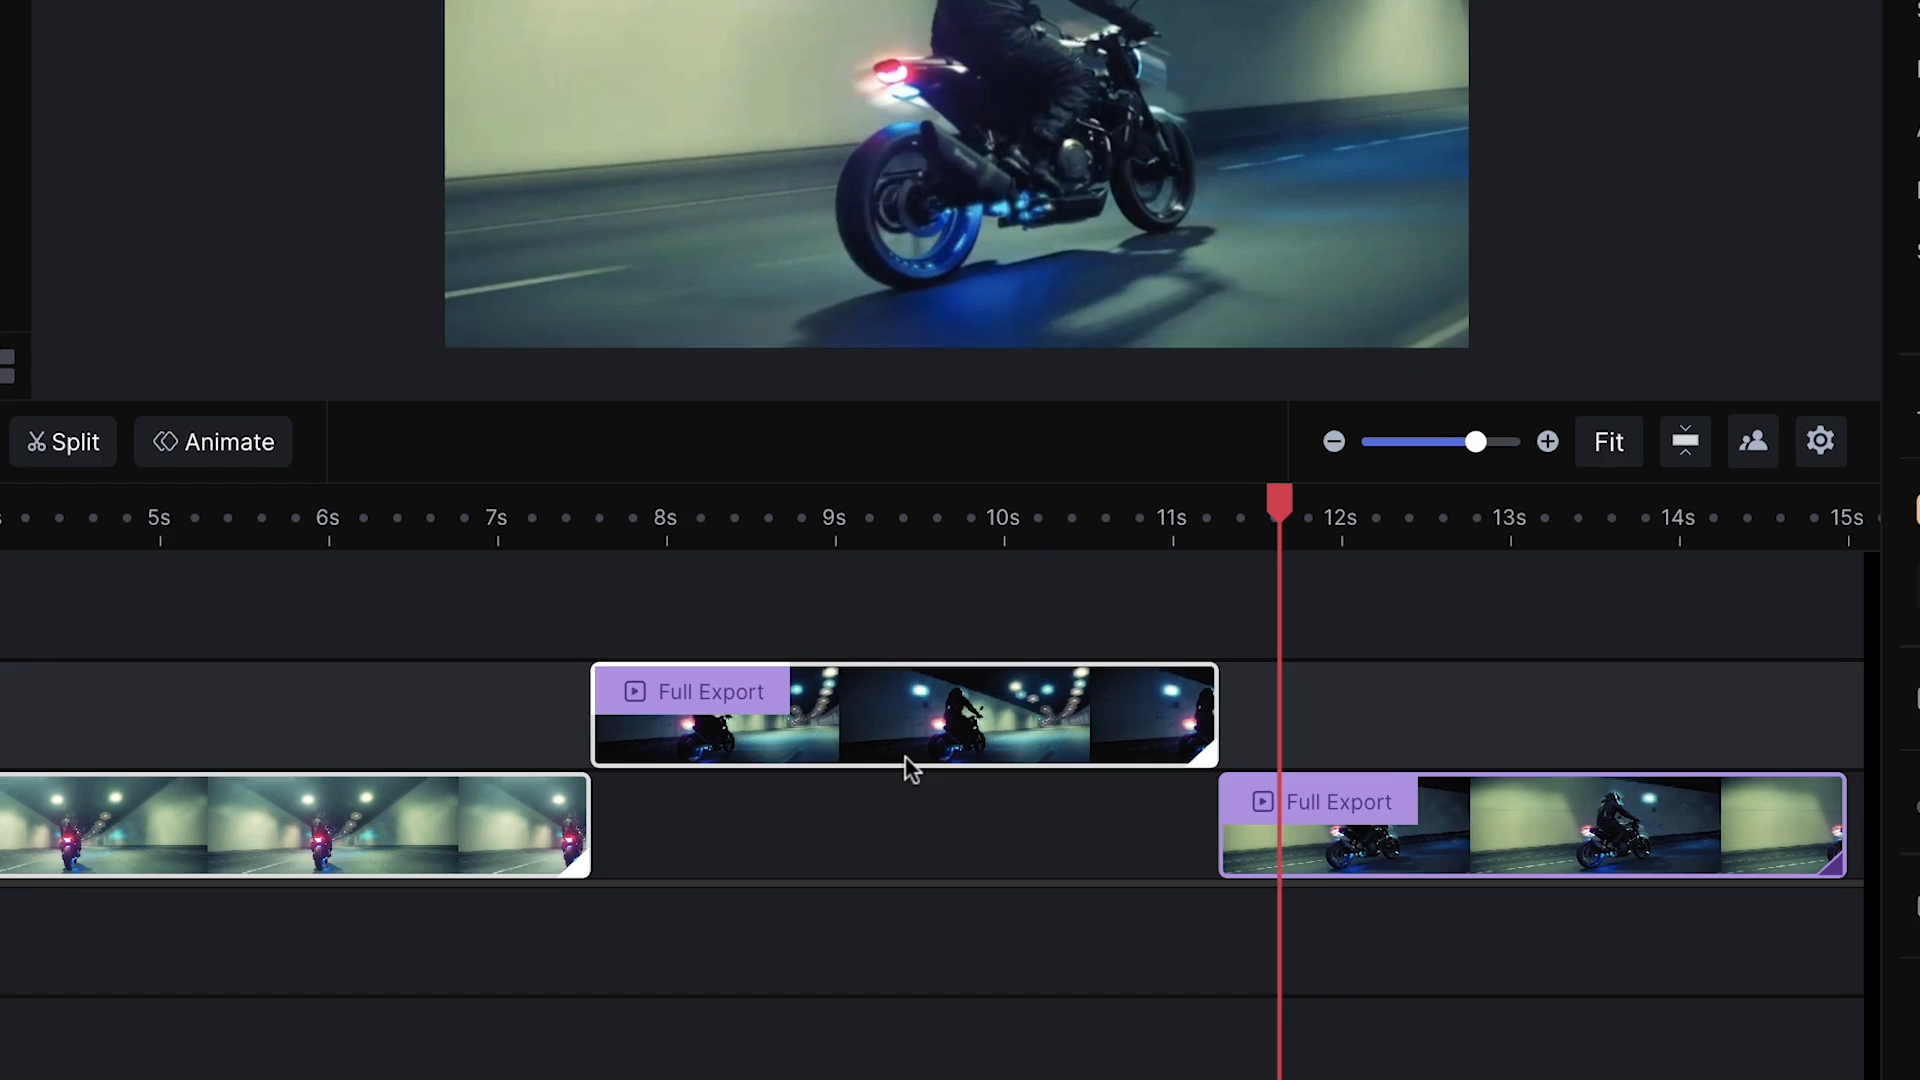 Split
Animate
Fit
5s 6s 7s 8s 9s 10s 11s 12s 13s 14s 15s
Full Export
Full Export